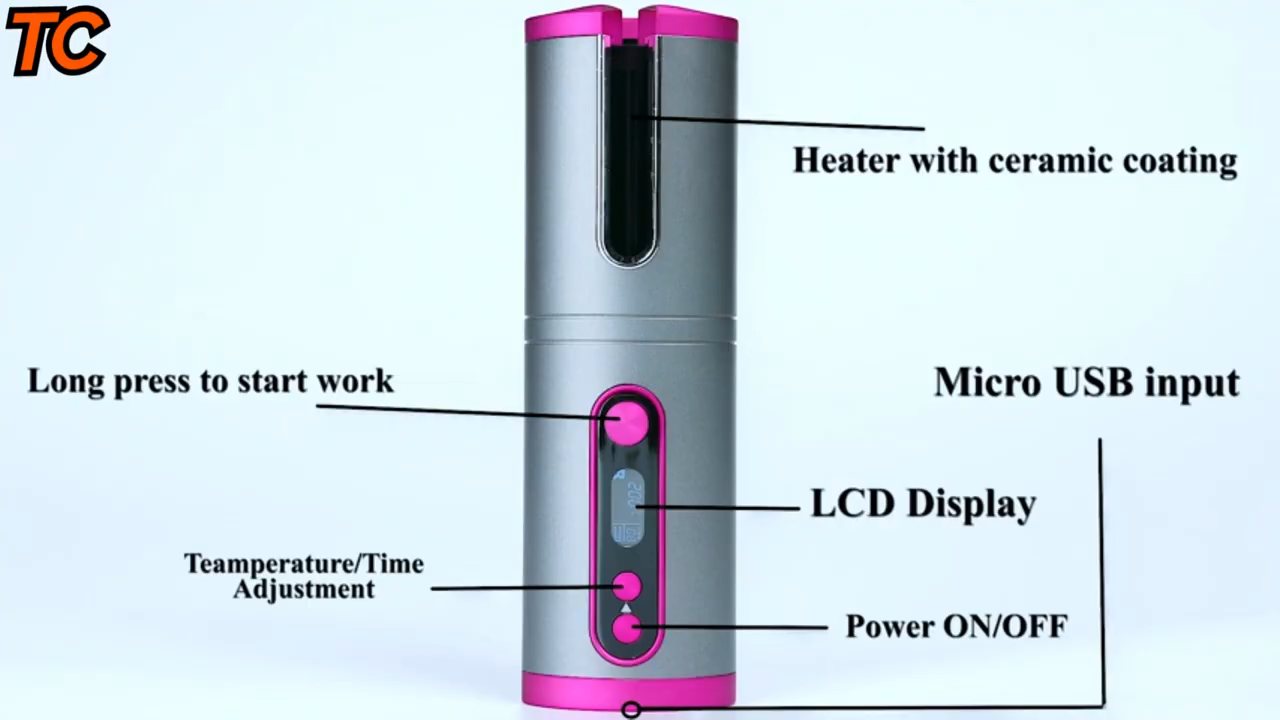 TC
Heater with ceramic coating
Long press to start work
Micro USB input
LCD Display
Teamperature/Time
Adjustment
Power ON/OFF